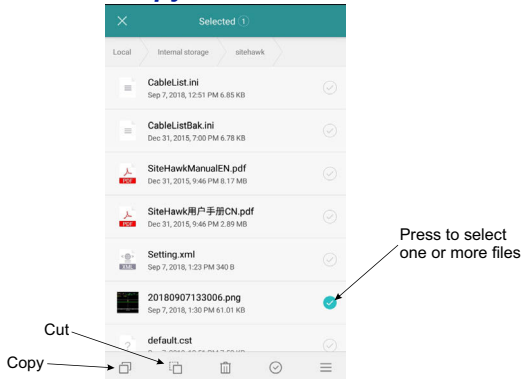 Selected 1
Local Internal storage sitehawk
CableList.ini
Sep 7, 2018, 12:51 PM 6.85 KB
CableListBak.ini
Dec 31, 2015, 7:00 PM 6.78 KB
PDF
SiteHawkManualEN.pdf
Dec 31, 2015, 9:46 PM 8.17 MB
PDF
SiteHawk用户手册CN.pdf
Dec 31, 2015, 9:46 PM 2.89 MB
XML
Setting.xml
Sep 7, 2018, 1:23 PM 340 B
20180907133006.png
Sep 7, 2018, 1:30 PM 61.01 KB
?
default.cst
Press to select
one or more files
Cut
Copy